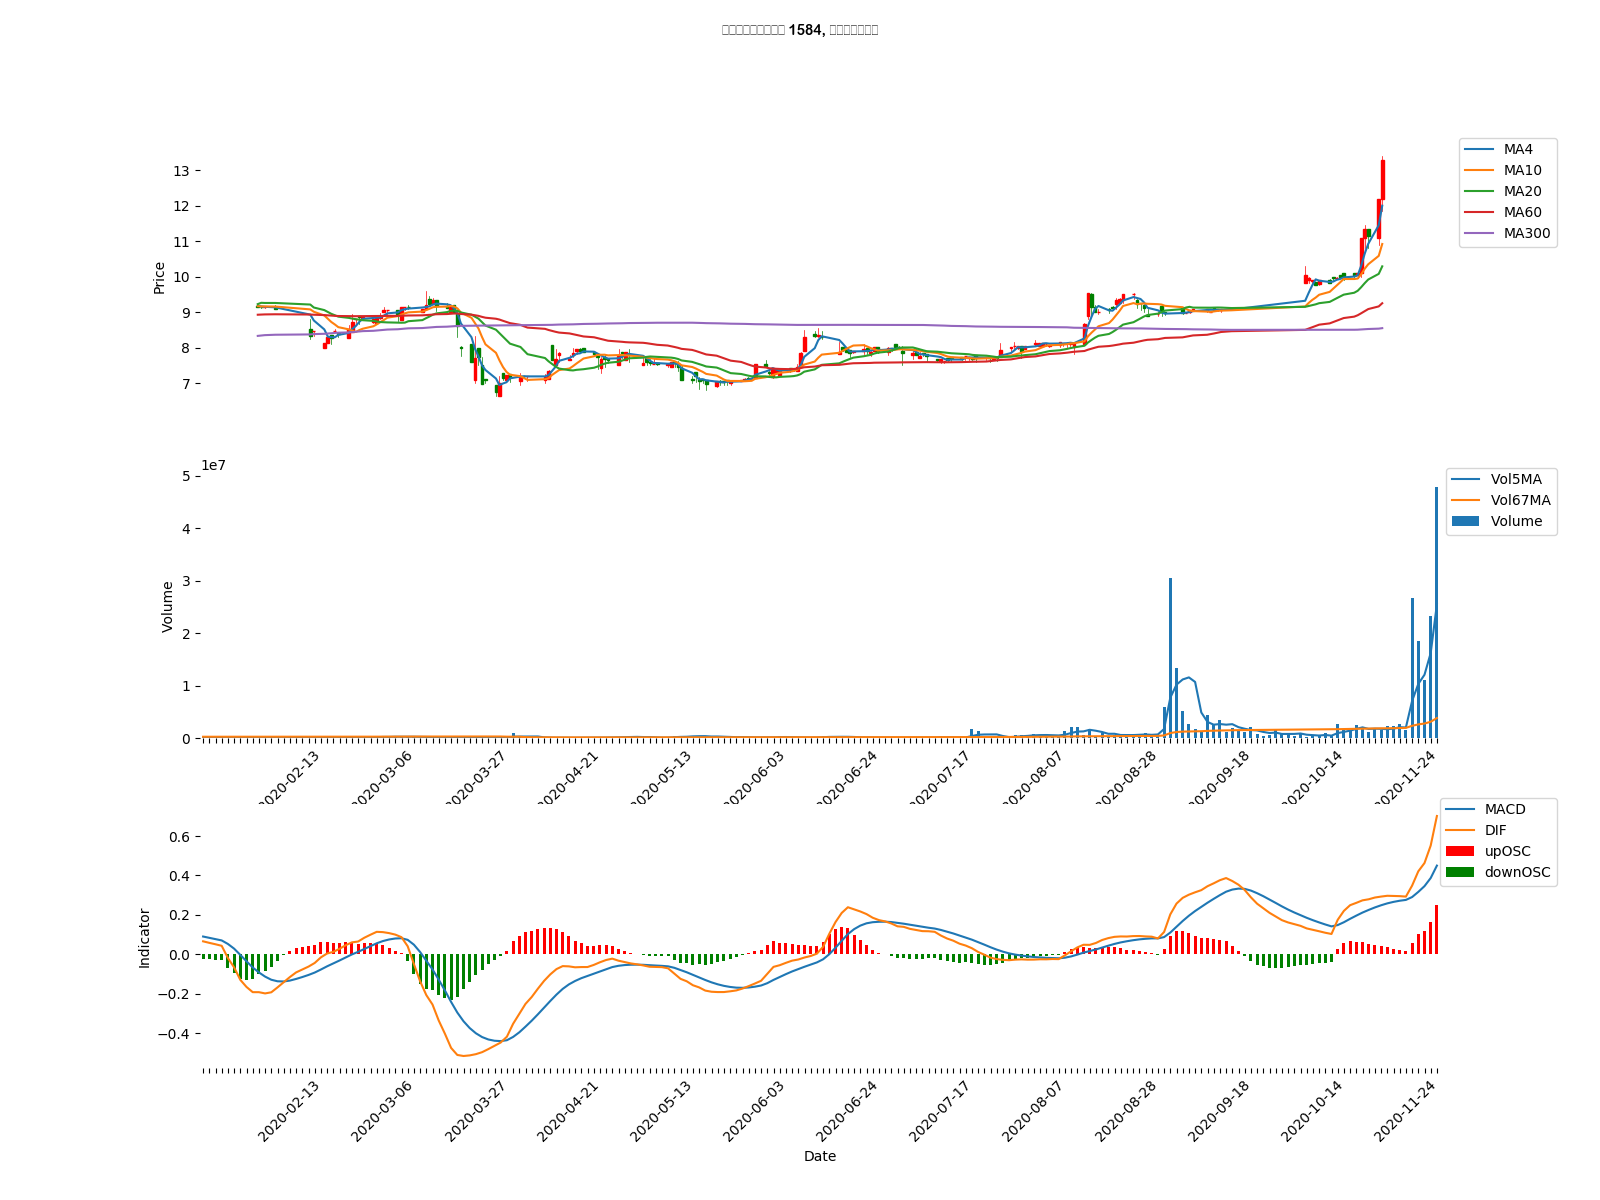 1584,
MA4
MA10
MA20
MA60
MA300
Price
13
12
11
10
9
8
7
1e7
Vol5MA
Vol67MA
Volume
Volume
5
4
3
2
1
0
2020-02-13 2020-03-06 2020-03-27 2020-04-21 2020-05-13 2020-06-03 2020-06-24 2020-07-17 2020-08-07 2020-08-28 2020-09-18 2020-10-14 2020-11-24
MACD
DIF
upOSC
downOSC
Indicator
0.6
0.4
0.2
0.0
−0.2
−0.4
2020-02-13 2020-03-06 2020-03-27 2020-04-21 2020-05-13 2020-06-03 2020-06-24 2020-07-17 2020-08-07 2020-08-28 2020-09-18 2020-10-14 2020-11-24
Date